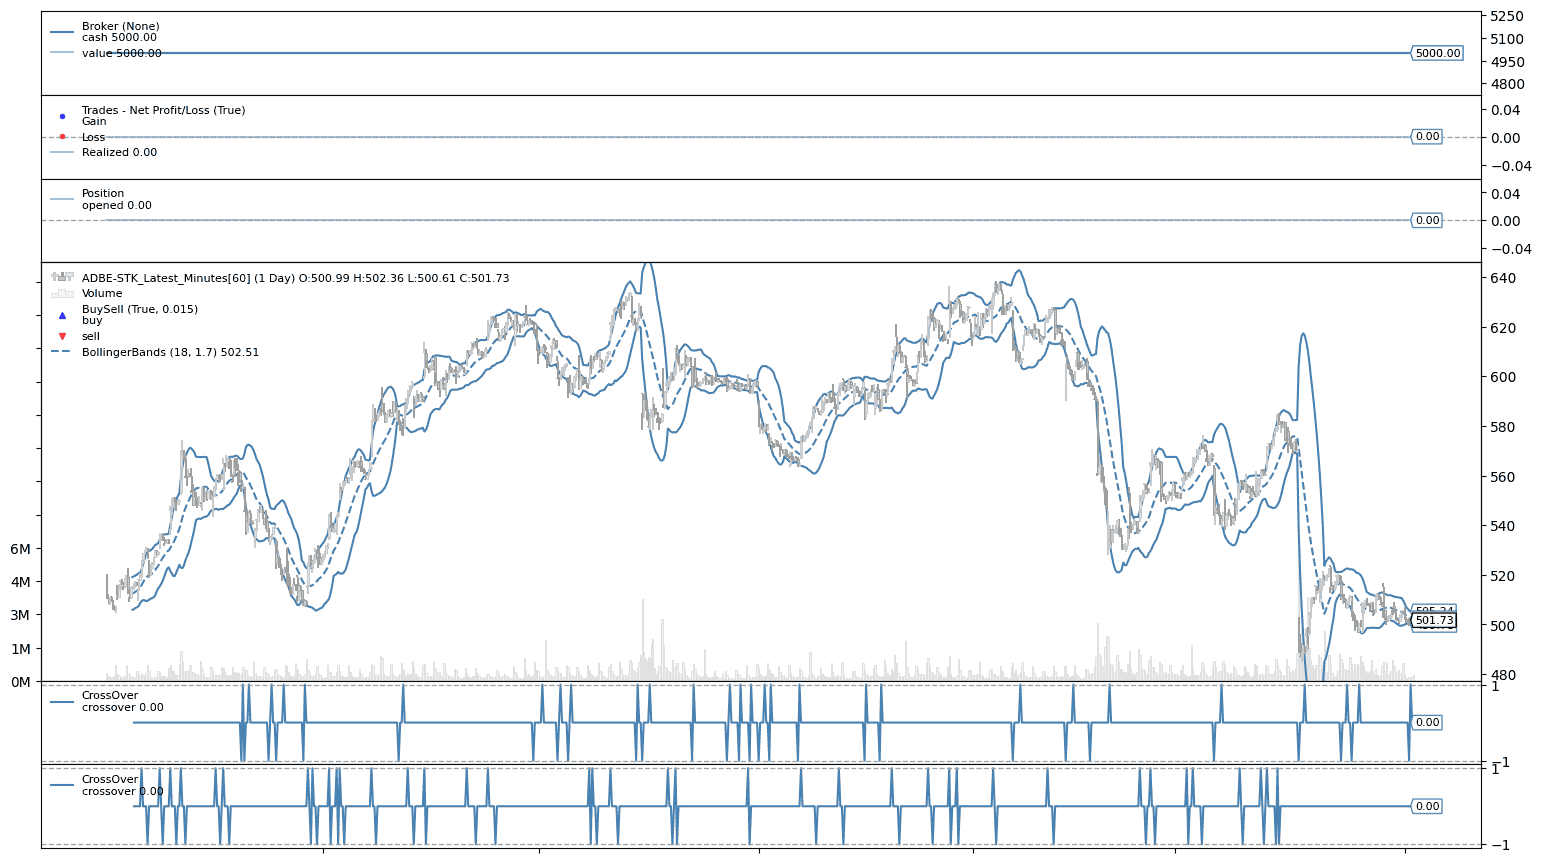 Broker (None)
cash 5000.00
value 5000.00
5250
5100
4950
4800
5000.00
Trades - Net Profit/Loss (True)
Gain
Loss
Realized 0.00
0.04
0.00
−0.04
0.00
Position
opened 0.00
0.04
0.00
−0.04
0.00
ADBE-STK_Latest_Minutes[60] (1 Day) O:500.99 H:502.36 L:500.61 C:501.73
Volume
BuySell (True, 0.015)
buy
sell
BollingerBands (18, 1.7) 502.51
640
620
600
580
560
540
520
500
480
501.73
6M
4M
3M
1M
0M
CrossOver
crossover 0.00
1
0.00
−1
CrossOver
crossover 0.00
1
0.00
−1